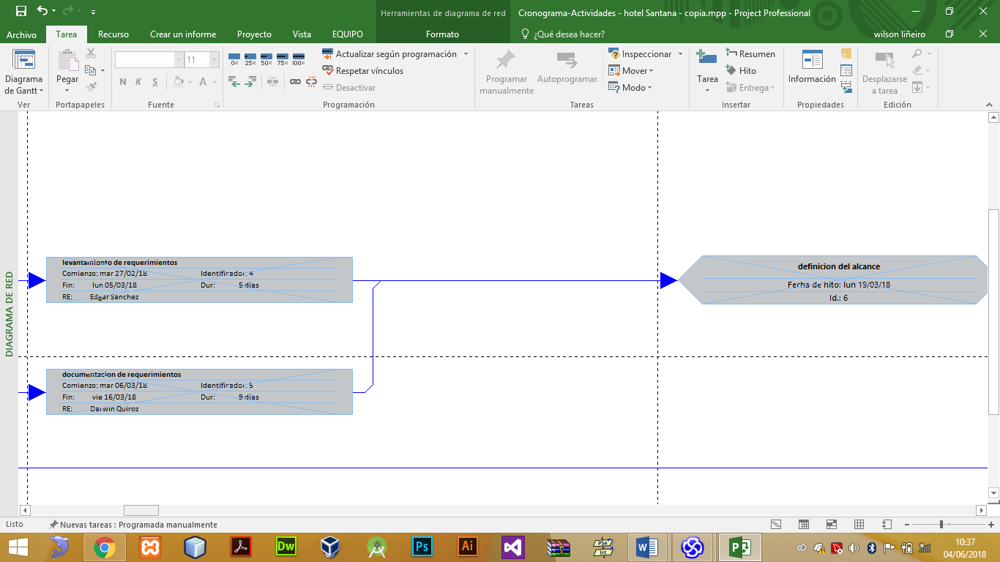 Herramientas de diagrama de red
Cronograma-Actividades - hotel Santana - copia.mpp - Project Professional
Archivo Tarea Recurso Crear un informe Proyecto Vista EQUIPO Formato ¿Qué desea hacer? wilson liñeiro
Diagrama de Gantt
Ver
Pegar
Portapapeles
11
N K S A
Fuente
0% 25% 50% 75% 100%
Actualizar según programación
Respetar vínculos
Desactivar
Programación
Programar manualmente
Autoprogramar
Inspeccionar
Mover
Modo
Tareas
Tarea
Resumen
Hito
Entrega
Insertar
Información
Propiedades
Desplazarse a tarea
Edición
DIAGRAMA DE RED
levantamiento de requerimientos
Comienzo: mar 27/02/18 Identificador: 4
Fin: lun 05/03/18 Dur: 5 días
RE: Edgar Sanchez
definicion del alcance
Fecha de hito: lun 19/03/18
Id.: 6
documentacion de requerimientos
Comienzo: mar 06/03/18 Identificador: 5
Fin: vie 16/03/18 Dur: 9 días
RE: Darwin Quiroz
Listo Nuevas tareas : Programada manualmente
Dw Ps Ai PSe Int W P
10:37
04/06/2018